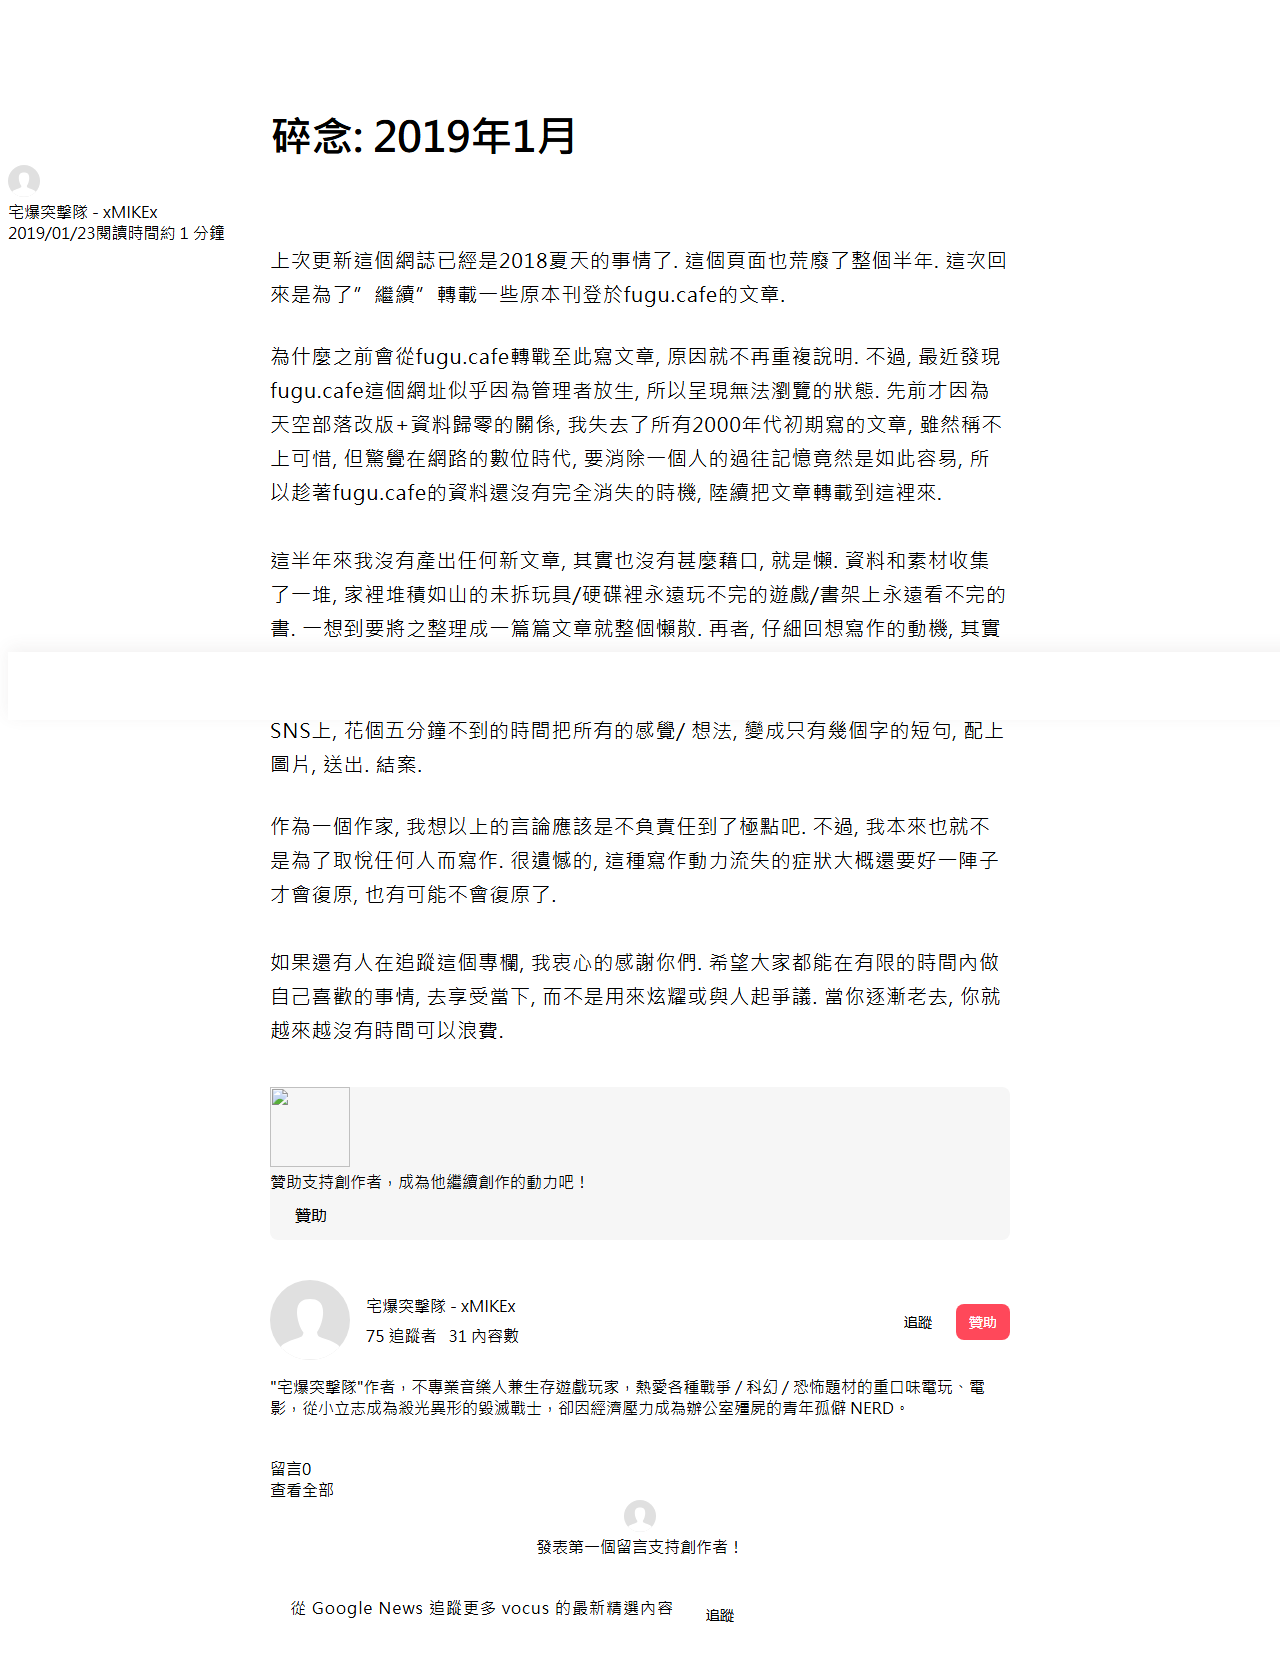 碎念: 2019年1月
宅爆突擊隊 - xMIKEx
2019/01/23閱讀時間約 1 分鐘
上次更新這個網誌已經是2018夏天的事情了. 這個頁面也荒廢了整個半年. 這次回
來是為了”繼續”轉載一些原本刊登於fugu.cafe的文章.
為什麼之前會從fugu.cafe轉戰至此寫文章, 原因就不再重複說明. 不過, 最近發現
fugu.cafe這個網址似乎因為管理者放生, 所以呈現無法瀏覽的狀態. 先前才因為
天空部落改版+資料歸零的關係, 我失去了所有2000年代初期寫的文章, 雖然稱不
上可惜, 但驚覺在網路的數位時代, 要消除一個人的過往記憶竟然是如此容易, 所
以趁著fugu.cafe的資料還沒有完全消失的時機, 陸續把文章轉載到這裡來.
這半年來我沒有產出任何新文章, 其實也沒有甚麼藉口, 就是懶. 資料和素材收集
了一堆, 家裡堆積如山的未拆玩具/硬碟裡永遠玩不完的遊戲/書架上永遠看不完的
書. 一想到要將之整理成一篇篇文章就整個懶散. 再者, 仔細回想寫作的動機, 其實
SNS上, 花個五分鐘不到的時間把所有的感覺/ 想法, 變成只有幾個字的短句, 配上
圖片, 送出. 結案.
作為一個作家, 我想以上的言論應該是不負責任到了極點吧. 不過, 我本來也就不
是為了取悅任何人而寫作. 很遺憾的, 這種寫作動力流失的症狀大概還要好一陣子
才會復原, 也有可能不會復原了.
如果還有人在追蹤這個專欄, 我衷心的感謝你們. 希望大家都能在有限的時間內做
自己喜歡的事情, 去享受當下, 而不是用來炫耀或與人起爭議. 當你逐漸老去, 你就
越來越沒有時間可以浪費.
贊助支持創作者，成為他繼續創作的動力吧！
贊助
宅爆突擊隊 - xMIKEx
75 追蹤者 31 內容數
追蹤
贊助
"宅爆突擊隊"作者，不專業音樂人兼生存遊戲玩家，熱愛各種戰爭 / 科幻 / 恐怖題材的重口味電玩、電
影，從小立志成為殺光異形的毀滅戰士，卻因經濟壓力成為辦公室殭屍的青年孤僻 NERD。
留言0
查看全部
發表第一個留言支持創作者！
從 Google News 追蹤更多 vocus 的最新精選內容
追蹤